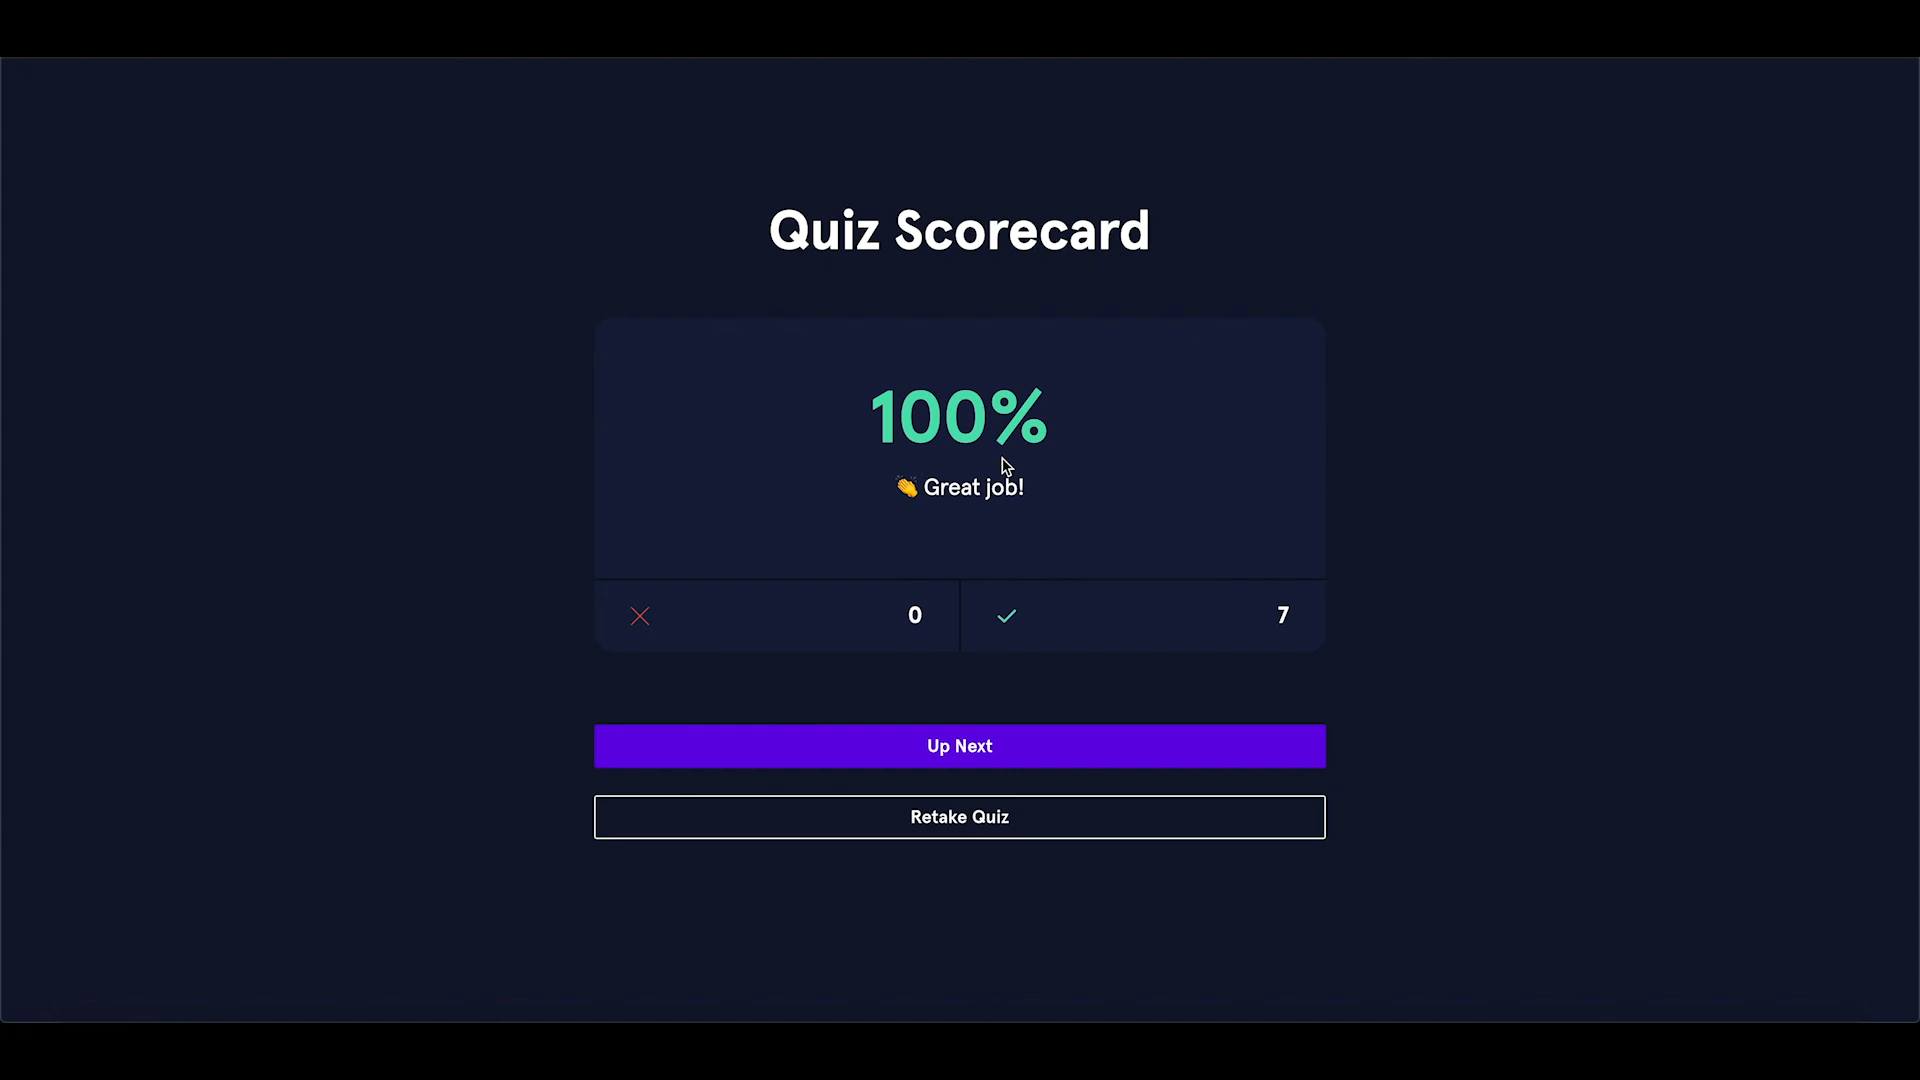 Quiz Scorecard
100%
👏 Great job!
0
7
Up Next
Retake Quiz